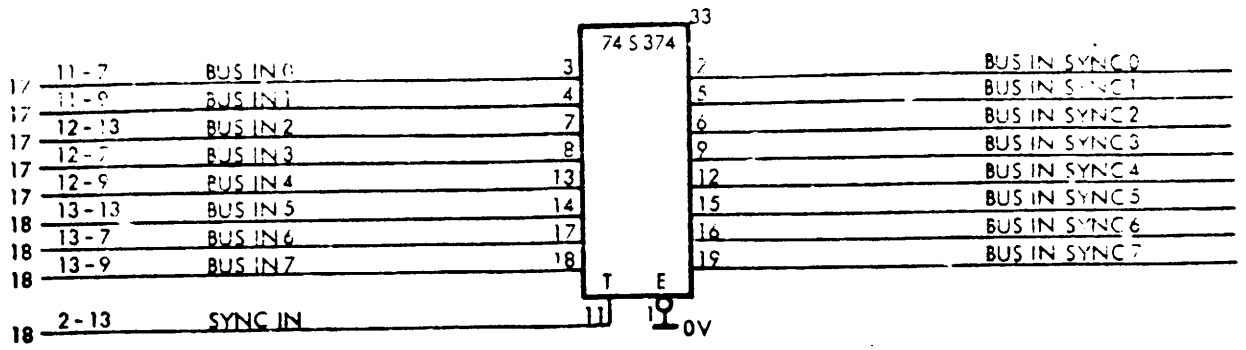 33
74 S 374
17 11-7 BUS IN 0 3 2 BUS IN SYNC 0
17 11-9 BUS IN 1 4 5 BUS IN SYNC 1
17 12-13 BUS IN 2 7 6 BUS IN SYNC 2
17 12-7 BUS IN 3 8 9 BUS IN SYNC 3
17 12-9 BUS IN 4 13 12 BUS IN SYNC 4
18 13-13 BUS IN 5 14 15 BUS IN SYNC 5
18 13-7 BUS IN 6 17 16 BUS IN SYNC 6
18 13-9 BUS IN 7 18 19 BUS IN SYNC 7
T E
18 2-13 SYNC IN 11 1 0V